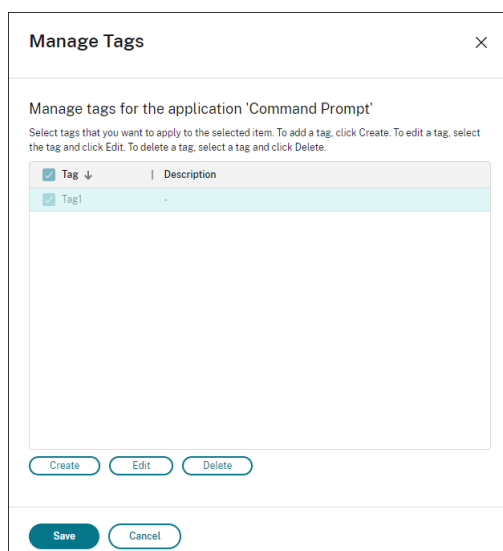 Manage Tags
Manage tags for the application 'Command Prompt'
Select tags that you want to apply to the selected item. To add a tag, click Create. To edit a tag, select
the tag and click Edit. To delete a tag, select a tag and click Delete.
Tag ↓ | Description
Tag1 -
Create Edit Delete
Save Cancel